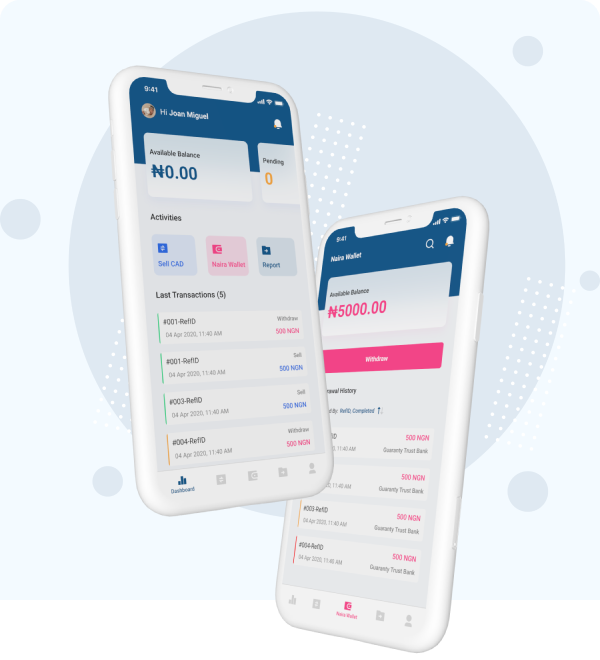 9:41
Hi Joan Miguel
Available Balance
₦0.00
Pending
0
Activities
Sell CAD
Naira Wallet
Report
Last Transactions (5)
#001-RefID
Withdraw
04 Apr 2020, 11:40 AM
500 NGN
#001-RefID
Sell
04 Apr 2020, 11:40 AM
500 NGN
#003-RefID
Sell
04 Apr 2020, 11:40 AM
500 NGN
#004-RefID
Withdraw
04 Apr 2020, 11:40 AM
500 NGN
Dashboard
9:41
Naira Wallet
Available Balance
₦5000.00
Withdraw
rawal History
d by: RefID, Completed
ID
500 NGN
2020, 11:40 AM
Guaranty Trust Bank
ID
500 NGN
2020, 11:40 AM
Guaranty Trust Bank
#003-RefID
500 NGN
04 Apr 2020, 11:40 AM
Guaranty Trust Bank
#004-RefID
500 NGN
04 Apr 2020, 11:40 AM
Guaranty Trust Bank
Naira Wallet